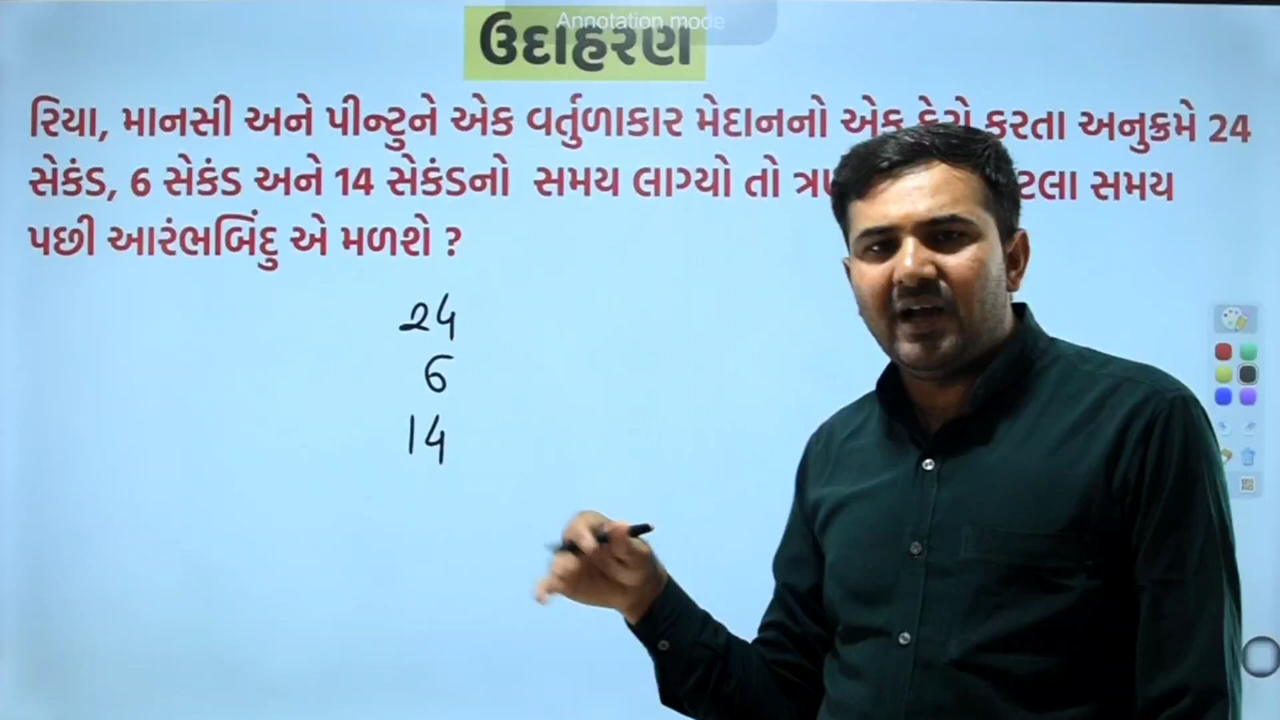 Annotation mode
ઉદાહરણ
રિયા, માનસી અને પીન્ટુને એક વર્તુળાકાર મેદાનનો એક કરતા અનુક્રમે 24
સેકંડ, 6 સેકંડ અને 14 સેકંડનો સમય લાગ્યો તો સમય
પછી આરંભબિંદુ એ મળશે ?
24
6
14